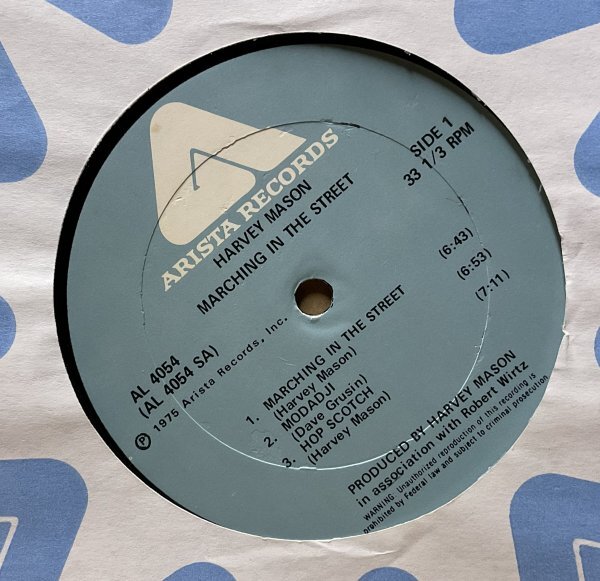 ARISTA RECORDS
SIDE 1
33 1/3 RPM
HARVEY MASON
MARCHING IN THE STREET
AL 4054
(AL 4054 SA)
Ⓟ 1975 Arista Records, Inc.
1. MARCHING IN THE STREET (6:43)
(Harvey Mason)
2. MODADJI (6:53)
(Dave Grusin)
3. HOP SCOTCH (7:11)
(Harvey Mason)
PRODUCED BY HARVEY MASON
in association with Robert Wirtz
WARNING: Unauthorized reproduction of this recording is
prohibited by Federal law and subject to criminal prosecution.